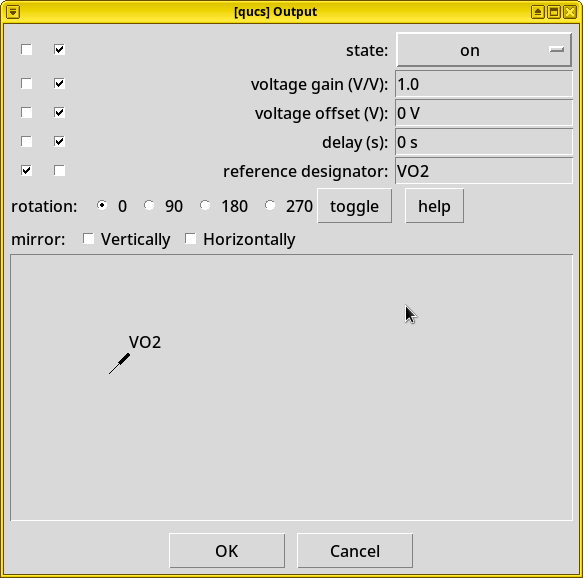 [qucs] Output
state: on
voltage gain (V/V): 1.0
voltage offset (V): 0 V
delay (s): 0 s
reference designator: VO2
rotation: 0 90 180 270 toggle help
mirror: Vertically Horizontally
VO2
OK Cancel